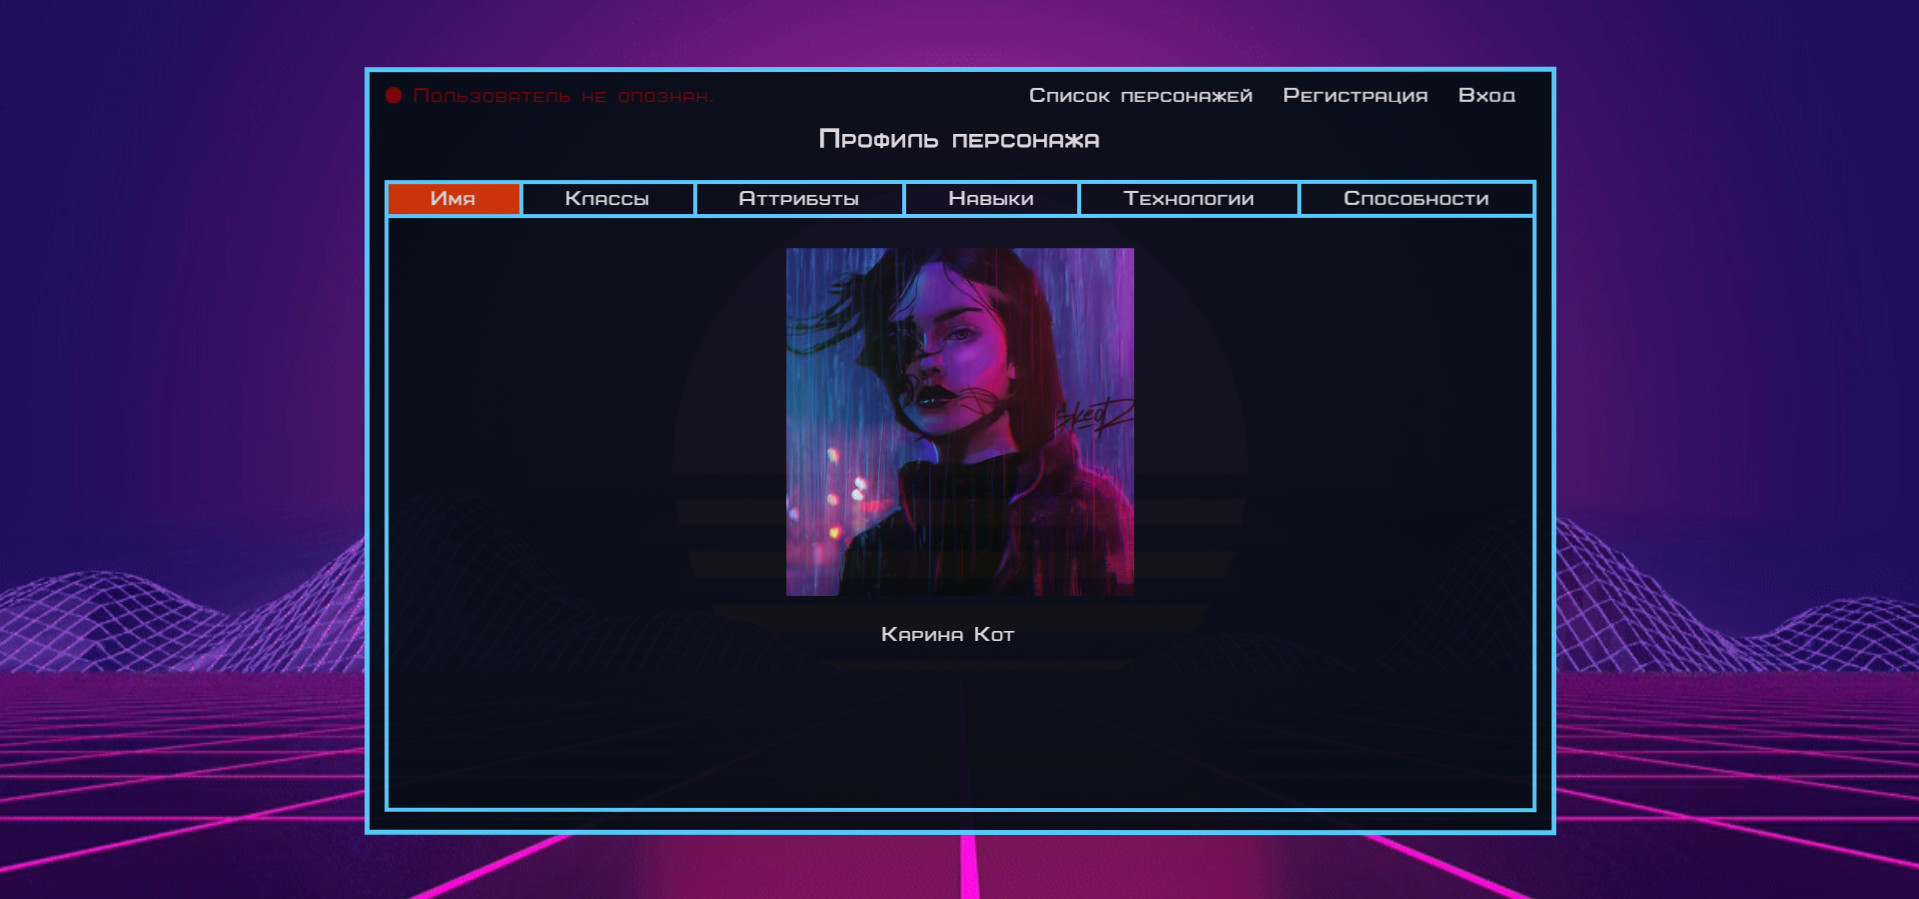 Пользователь не опознан.
Список персонажей Регистрация Вход
Профиль персонажа
Имя Классы Аттрибуты Навыки Технологии Способности
Карина Кот